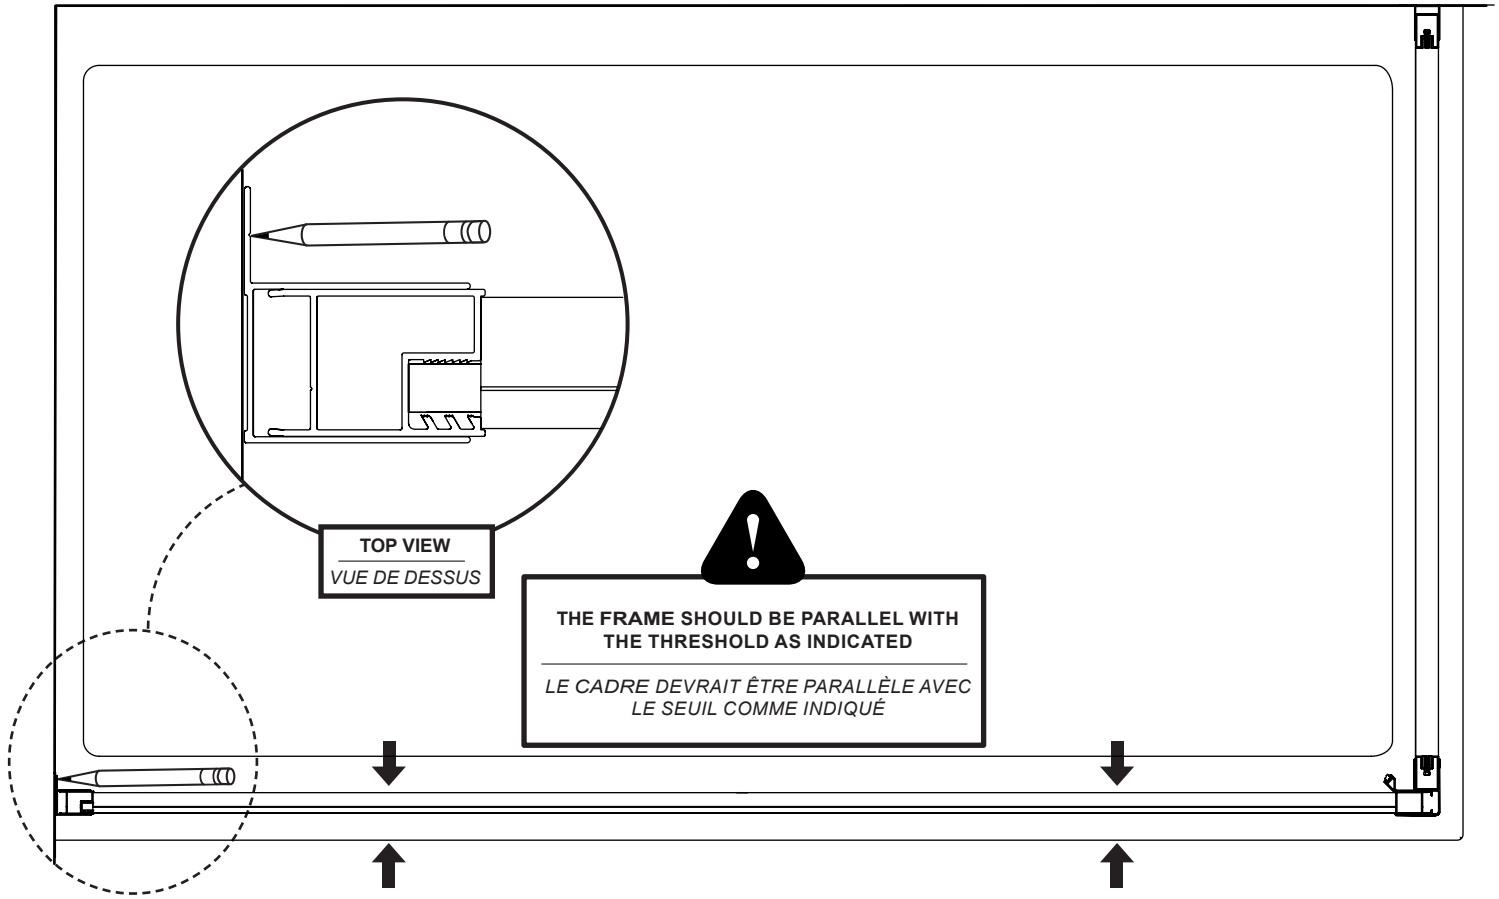 TOP VIEW
VUE DE DESSUS
THE FRAME SHOULD BE PARALLEL WITH
THE THRESHOLD AS INDICATED
LE CADRE DEVRAIT ÊTRE PARALLÈLE AVEC
LE SEUIL COMME INDIQUÉ